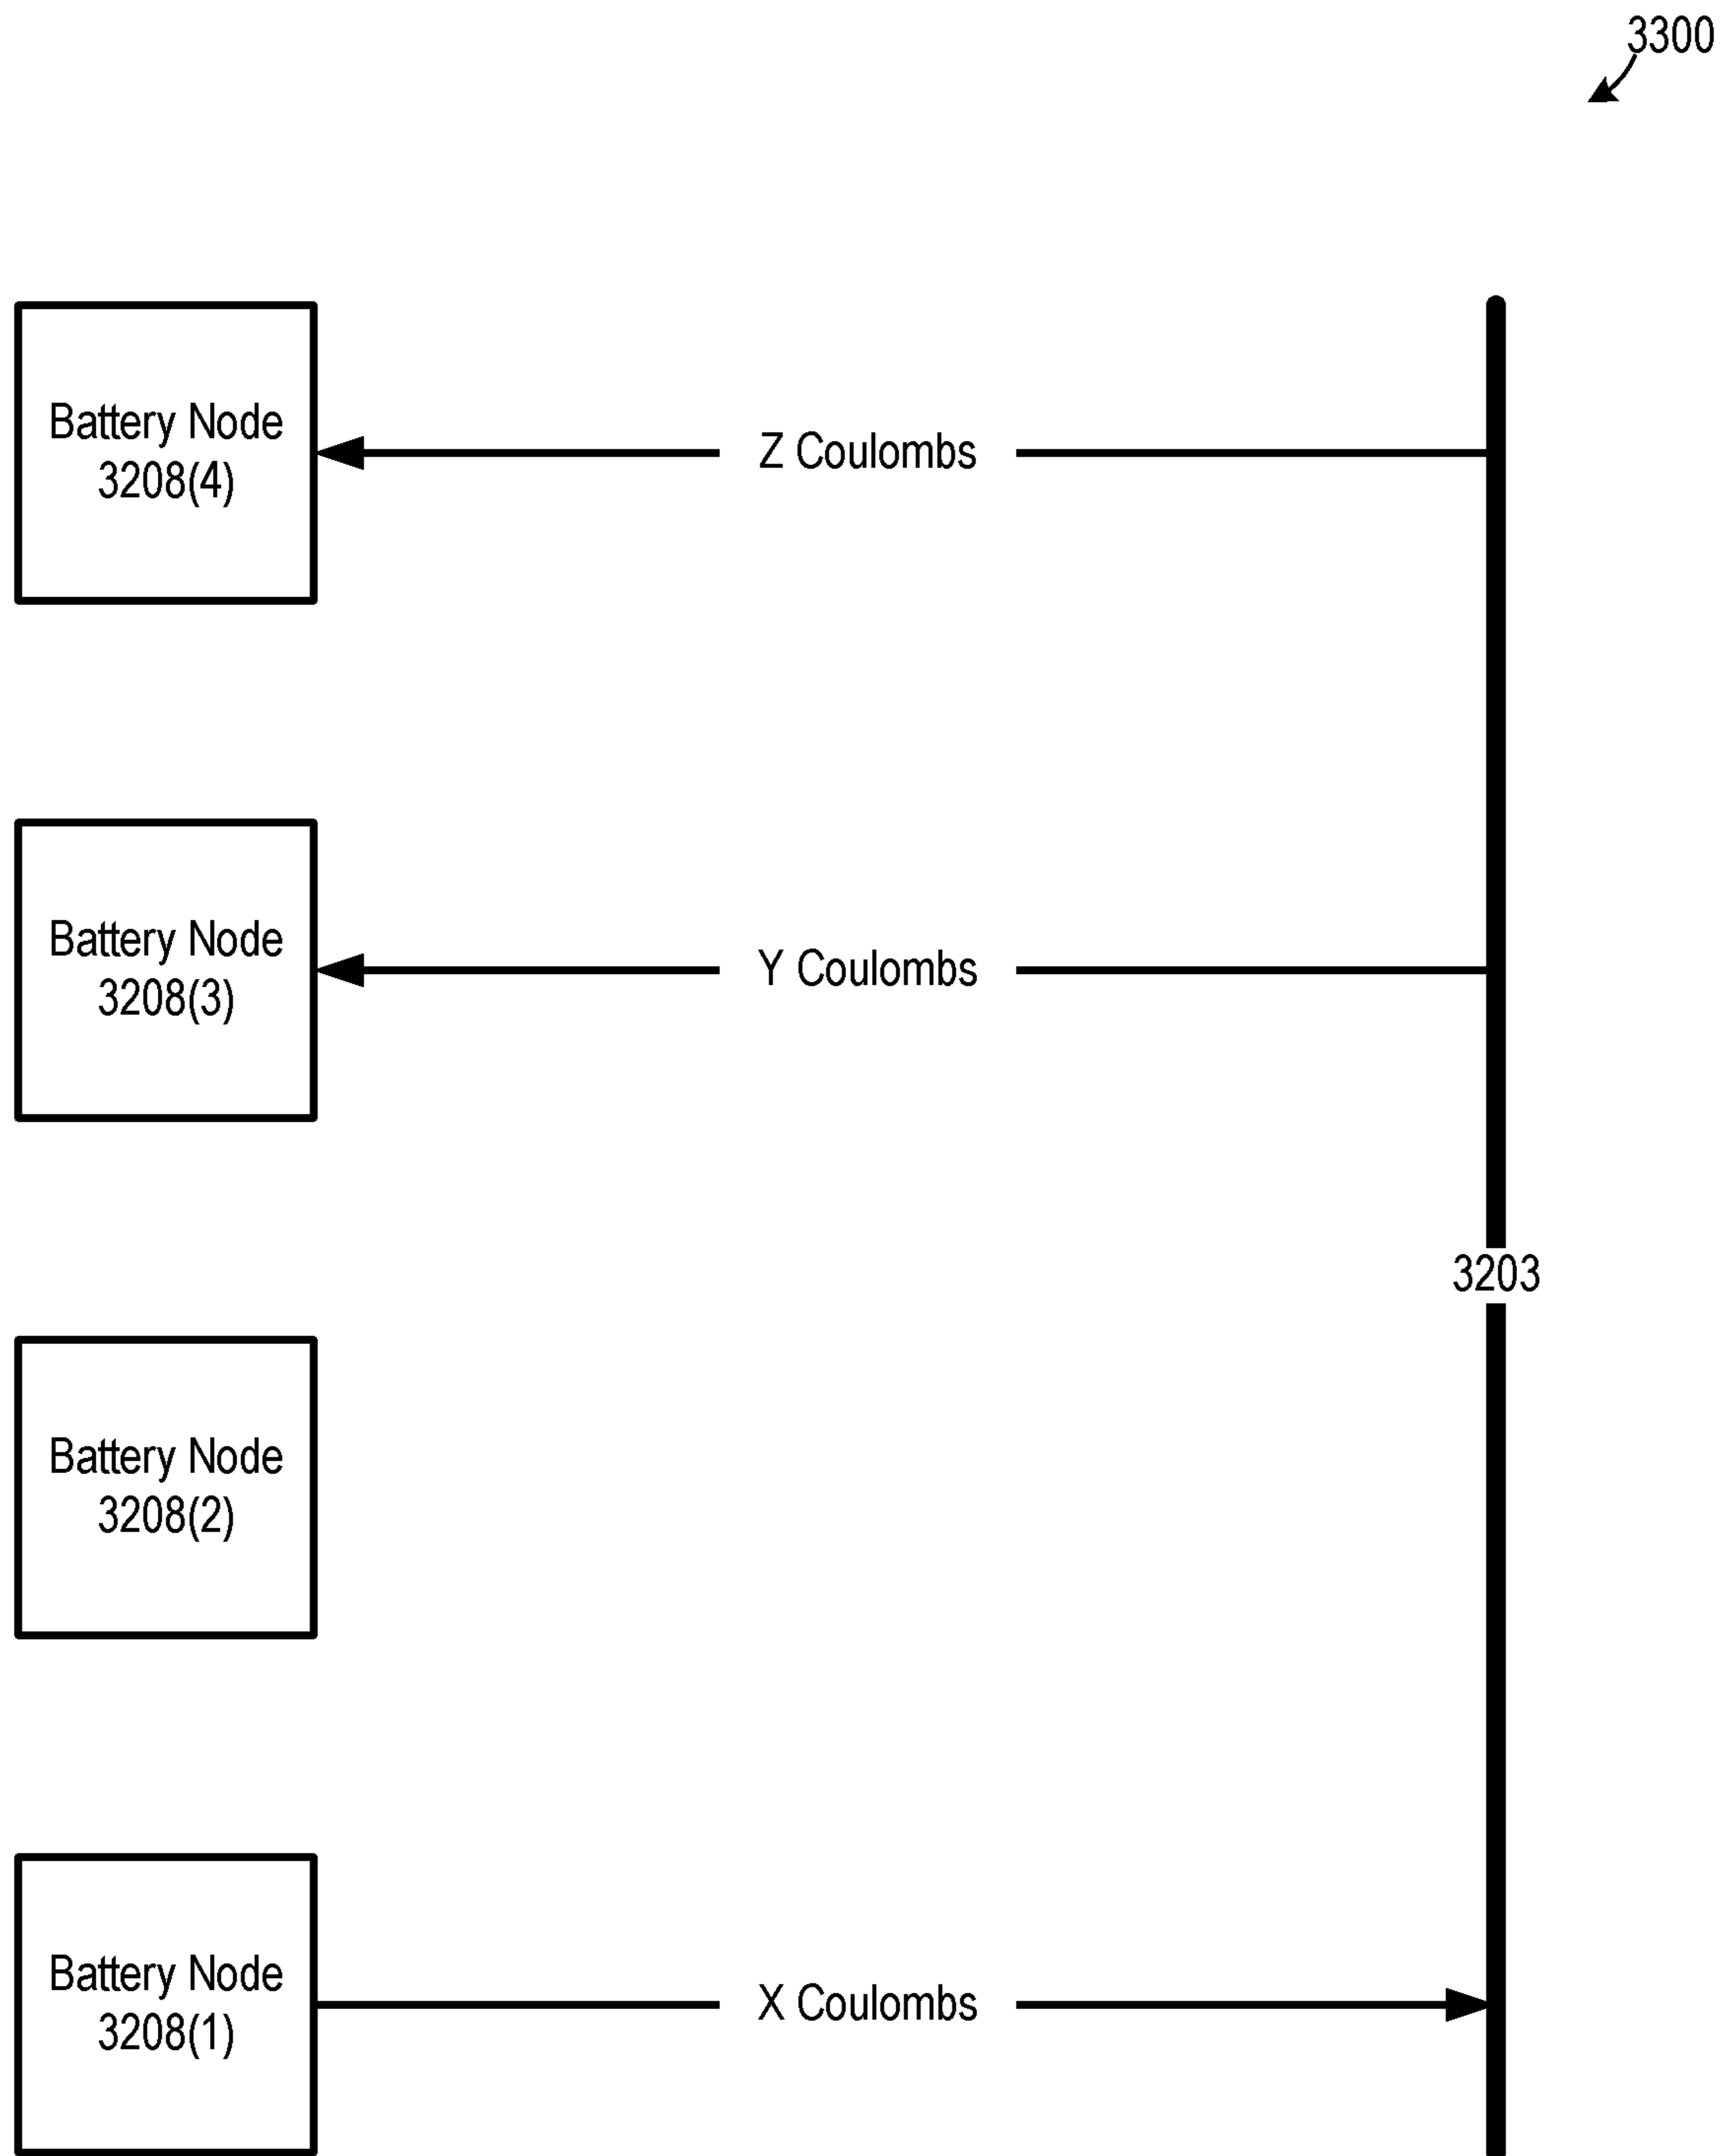 3300
Battery Node
3208(4)
Z Coulombs
Battery Node
3208(3)
Y Coulombs
3203
Battery Node
3208(2)
Battery Node
3208(1)
X Coulombs